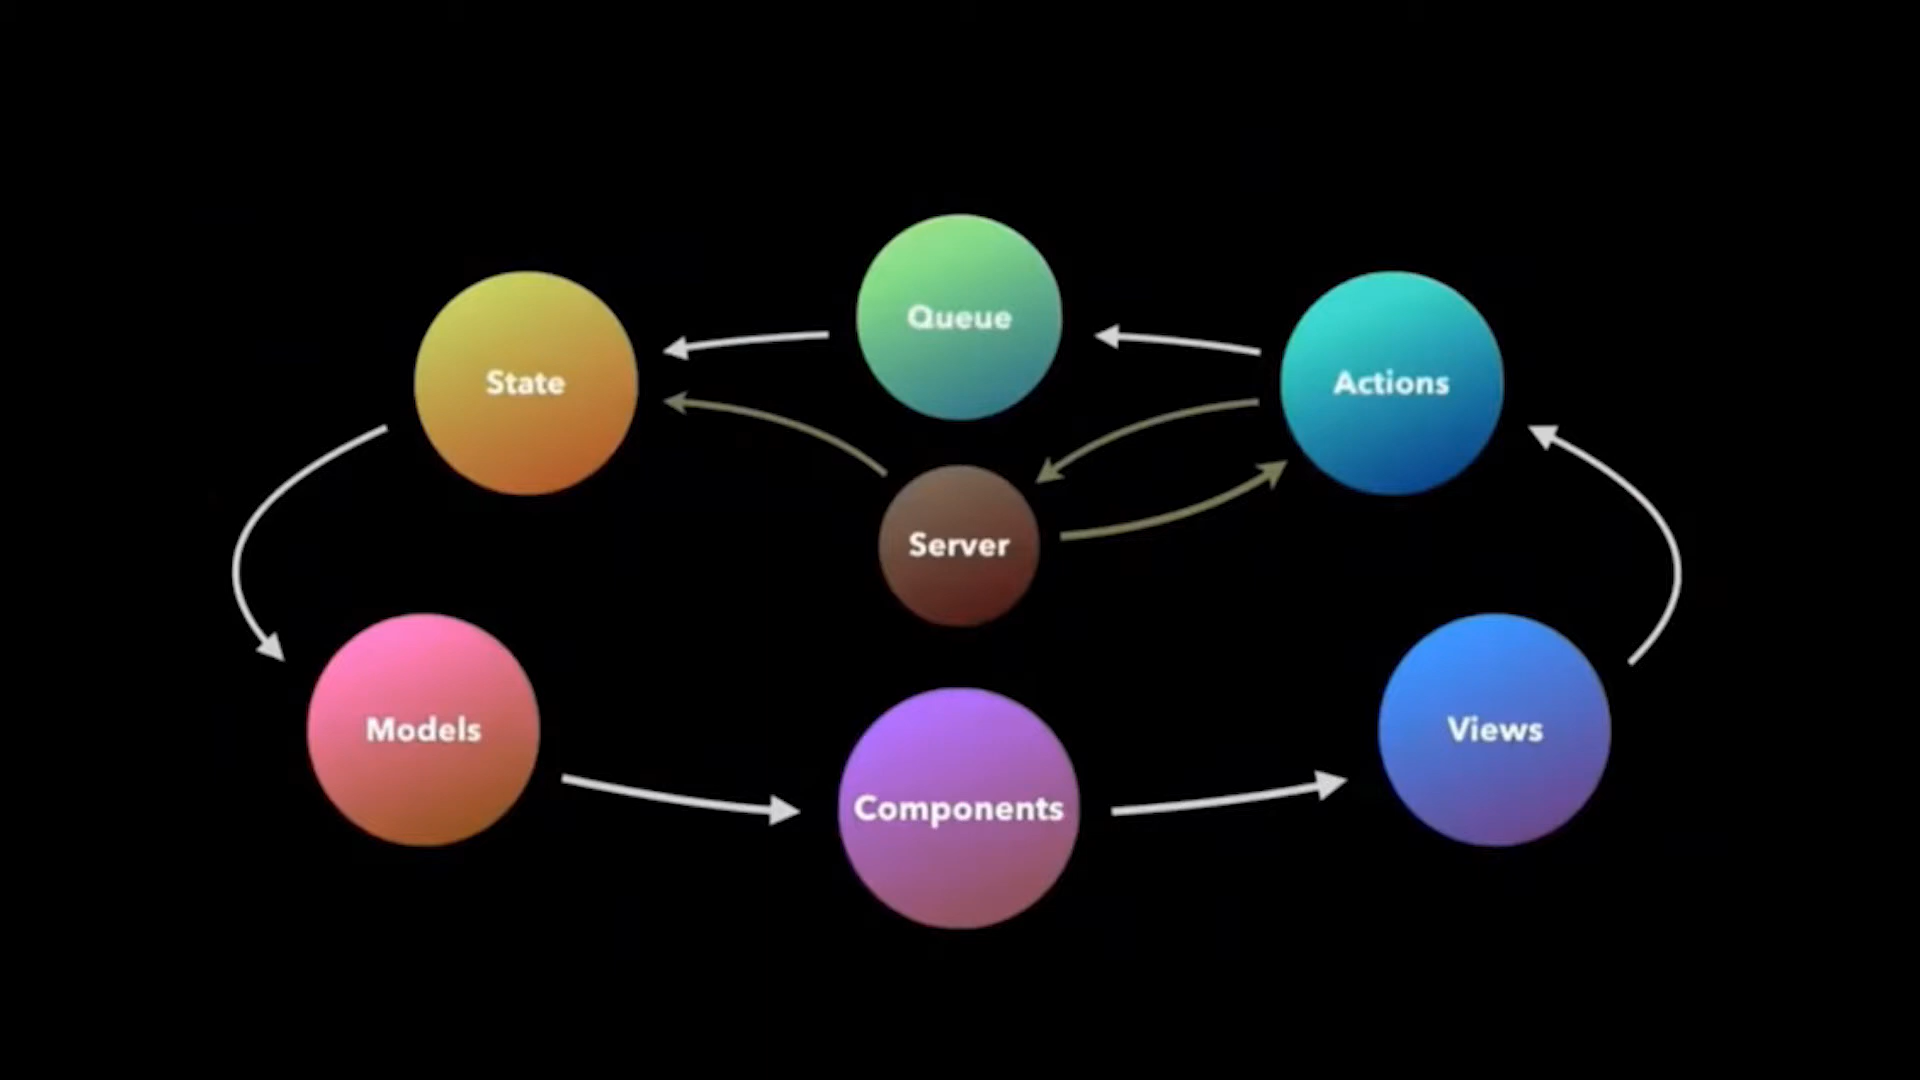 Queue
State
Actions
Server
Models
Views
Components